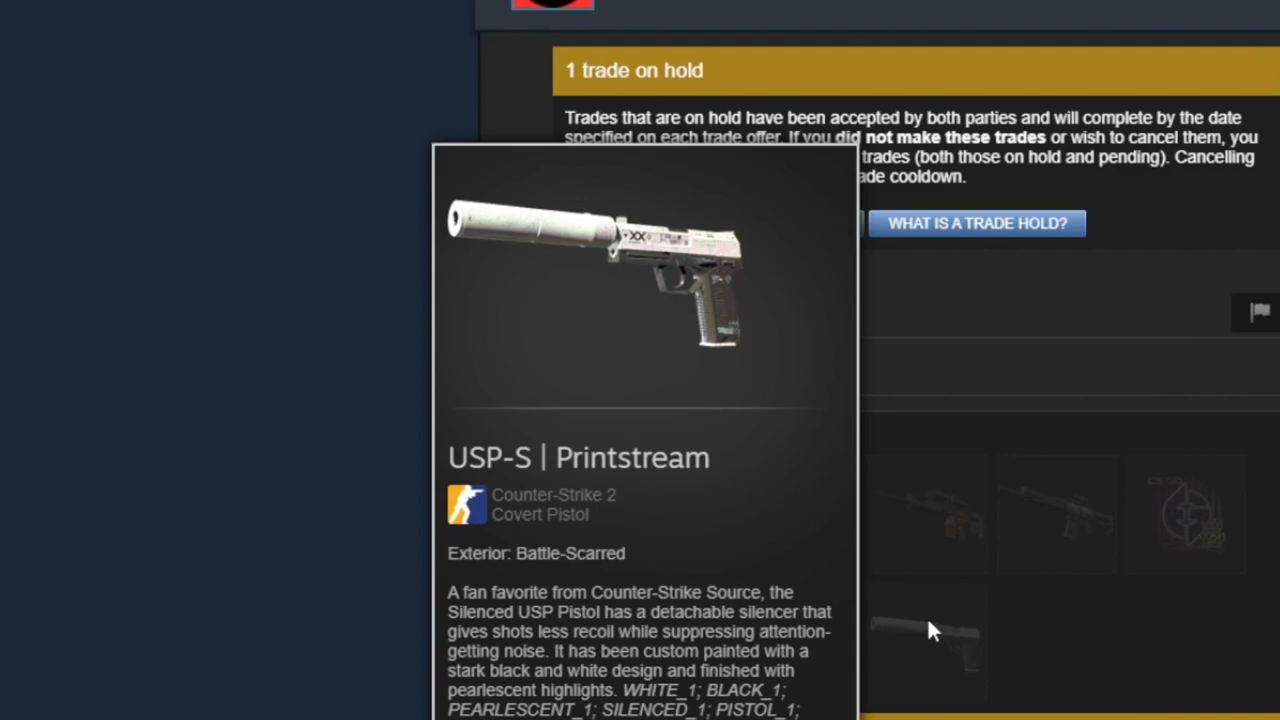 1 trade on hold
Trades that are on hold have been accepted by both parties and will complete by the date
specified on each trade offer. If you did not make these trades or wish to cancel them, you
trades (both those on hold and pending). Cancelling
ade cooldown.
WHAT IS A TRADE HOLD?
XX
USP-S | Printstream
Counter-Strike 2
Covert Pistol
Exterior: Battle-Scarred
A fan favorite from Counter-Strike Source, the
Silenced USP Pistol has a detachable silencer that
gives shots less recoil while suppressing attention-
getting noise. It has been custom painted with a
stark black and white design and finished with
pearlescent highlights. WHITE_1; BLACK_1;
PEARLESCENT_1; SILENCED_1; PISTOL_1;